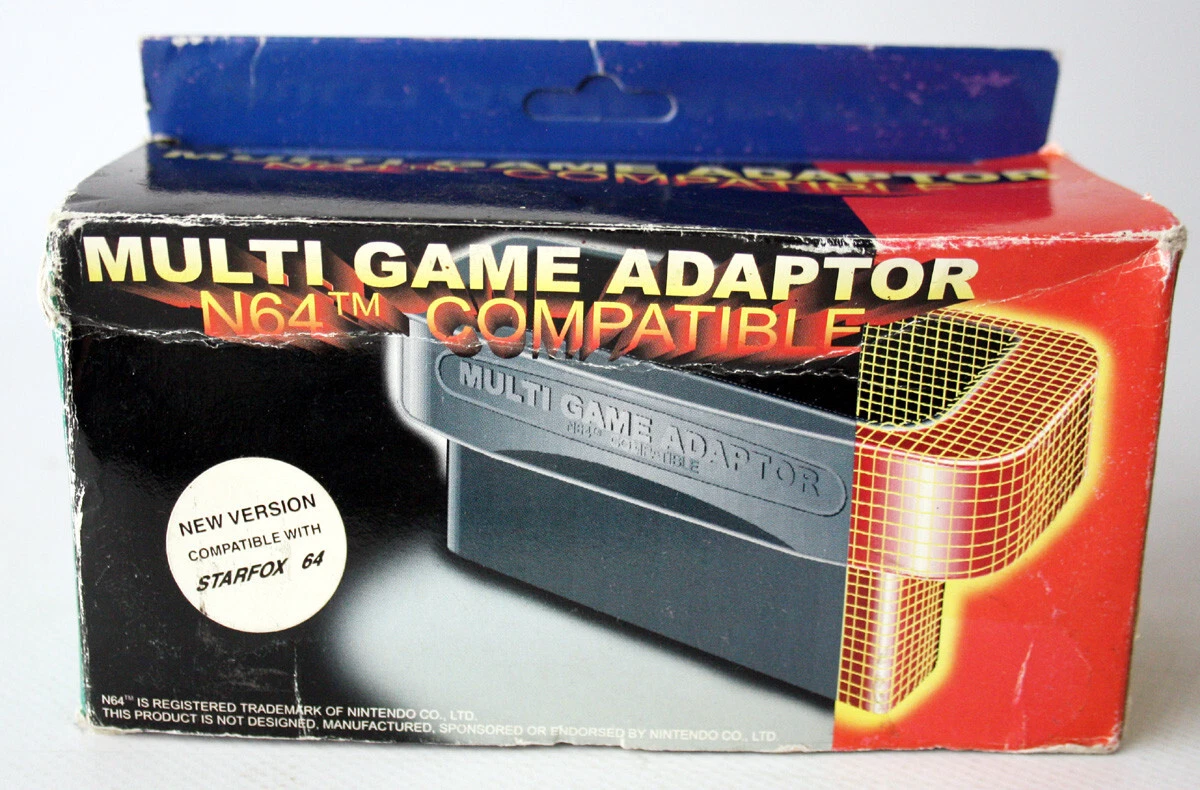 MULTI GAME ADAPTOR
N64™ COMPATIBLE
MULTI GAME ADAPTOR
N64™ COMPATIBLE
MULTI GAME ADAPTOR
N64™ COMPATIBLE
NEW VERSION
COMPATIBLE WITH
STARFOX 64
N64™ IS REGISTERED TRADEMARK OF NINTENDO CO., LTD.
THIS PRODUCT IS NOT DESIGNED, MANUFACTURED, SPONSORED OR ENDORSED BY NINTENDO CO., LTD.